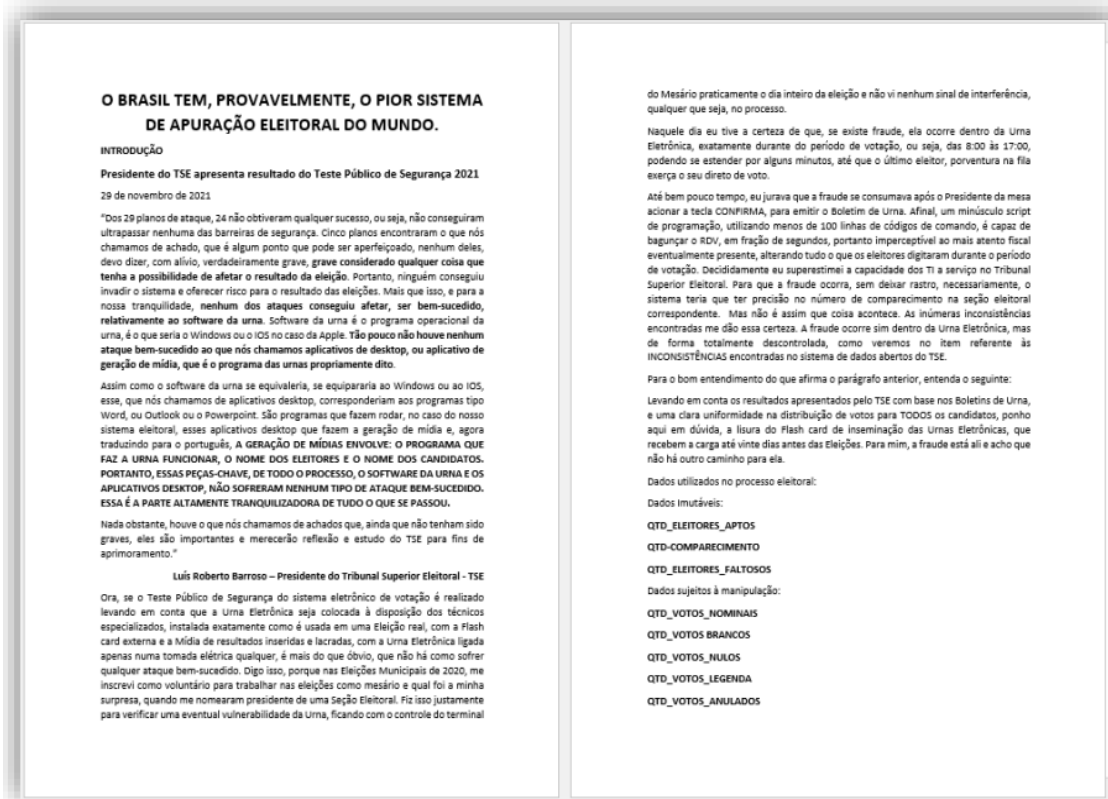 O BRASIL TEM, PROVAVELMENTE, O PIOR SISTEMA
DE APURAÇÃO ELEITORAL DO MUNDO.
INTRODUÇÃO
Presidente do TSE apresenta resultado do Teste Público de Segurança 2021
29 de novembro de 2021
“Dos 29 planos de ataque, 24 não obtiveram qualquer sucesso, ou seja, não conseguiram
ultrapassar nenhuma das barreiras de segurança. Cinco planos encontraram o que nós
chamamos de achado, que é algum ponto que pode ser aperfeiçoado, nenhum deles,
devo dizer, com alívio, verdadeiramente grave, grave considerado qualquer coisa que
tenha a possibilidade de afetar o resultado da eleição. Portanto, ninguém conseguiu
invadir o sistema e oferecer risco para o resultado das eleições. Mais que isso, e para a
nossa tranquilidade, nenhum dos ataques conseguiu afetar, ser bem-sucedido,
relativamente ao software da urna. Software da urna é o programa operacional da
urna, é o que seria o Windows ou o IOS no caso da Apple. Tão pouco não houve nenhum
ataque bem-sucedido ao que nós chamamos aplicativos de desktop, ou aplicativo de
geração de mídia, que é o programa das urnas propriamente dito.
Assim como o software da urna se equivaleria, se equipararia ao Windows ou ao IOS,
esse, que nós chamamos de aplicativos desktop, corresponderiam aos programas tipo
Word, ou Outlook ou o Powerpoint. São programas que fazem rodar, no caso do nosso
sistema eleitoral, esses aplicativos desktop que fazem a geração de mídia e, agora
traduzindo para o português, A GERAÇÃO DE MÍDIAS ENVOLVE: O PROGRAMA QUE
FAZ A URNA FUNCIONAR, O NOME DOS ELEITORES E O NOME DOS CANDIDATOS.
PORTANTO, ESSAS PEÇAS-CHAVE, DE TODO O PROCESSO, O SOFTWARE DA URNA E OS
APLICATIVOS DESKTOP, NÃO SOFRERAM NENHUM TIPO DE ATAQUE BEM-SUCEDIDO.
ESSA É A PARTE ALTAMENTE TRANQUILIZADORA DE TUDO O QUE SE PASSOU.
Nada obstante, houve o que nós chamamos de achados que, ainda que não tenham sido
graves, eles são importantes e merecerão reflexão e estudo do TSE para fins de
aprimoramento.”
Luís Roberto Barroso – Presidente do Tribunal Superior Eleitoral - TSE
Ora, se o Teste Público de Segurança do sistema eletrônico de votação é realizado
levando em conta que a Urna Eletrônica seja colocada à disposição dos técnicos
especializados, instalada exatamente como é usada em uma Eleição real, com a Flash
card externa e a Mídia de resultados inseridas e lacradas, com a Urna Eletrônica ligada
apenas numa tomada elétrica qualquer, é mais do que óbvio, que não há como sofrer
qualquer ataque bem-sucedido. Digo isso, porque nas Eleições Municipais de 2020, me
inscrevi como voluntário para trabalhar nas eleições como mesário e qual foi a minha
surpresa, quando me nomearam presidente de uma Seção Eleitoral. Fiz isso justamente
para verificar uma eventual vulnerabilidade da Urna, ficando com o controle do terminal
do Mesário praticamente o dia inteiro da eleição e não vi nenhum sinal de interferência,
qualquer que seja, no processo.
Naquele dia eu tive a certeza de que, se existe fraude, ela ocorre dentro da Urna
Eletrônica, exatamente durante do período de votação, ou seja, das 8:00 às 17:00,
podendo se estender por alguns minutos, até que o último eleitor, porventura na fila
exerça o seu direto de voto.
Até bem pouco tempo, eu jurava que a fraude se consumava após o Presidente da mesa
acionar a tecla CONFIRMA, para emitir o Boletim de Urna. Afinal, um minúsculo script
de programação, utilizando menos de 100 linhas de códigos de comando, é capaz de
bagunçar o RDV, em fração de segundos, portanto imperceptível ao mais atento fiscal
eventualmente presente, alterando tudo o que os eleitores digitaram durante o período
de votação. Decididamente eu superestimei a capacidade dos TI a serviço no Tribunal
Superior Eleitoral. Para que a fraude ocorra, sem deixar rastro, necessariamente, o
sistema teria que ter precisão no número de comparecimento na seção eleitoral
correspondente. Mas não é assim que coisa acontece. As inúmeras inconsistências
encontradas me dão essa certeza. A fraude ocorre sim dentro da Urna Eletrônica, mas
de forma totalmente descontrolada, como veremos no item referente às
INCONSISTÊNCIAS encontradas no sistema de dados abertos do TSE.
Para o bom entendimento do que afirma o parágrafo anterior, entenda o seguinte:
Levando em conta os resultados apresentados pelo TSE com base nos Boletins de Urna,
e uma clara uniformidade na distribuição de votos para TODOS os candidatos, ponho
aqui em dúvida, a lisura do Flash card de inseminação das Urnas Eletrônicas, que
recebem a carga até vinte dias antes das Eleições. Para mim, a fraude está ali e acho que
não há outro caminho para ela.
Dados utilizados no processo eleitoral:
Dados Imutáveis:
QTD_ELEITORES_APTOS
QTD-COMPARECIMENTO
QTD_ELEITORES_FALTOSOS
Dados sujeitos à manipulação:
QTD_VOTOS_NOMINAIS
QTD_VOTOS BRANCOS
QTD_VOTOS_NULOS
QTD_VOTOS_LEGENDA
QTD_VOTOS_ANULADOS